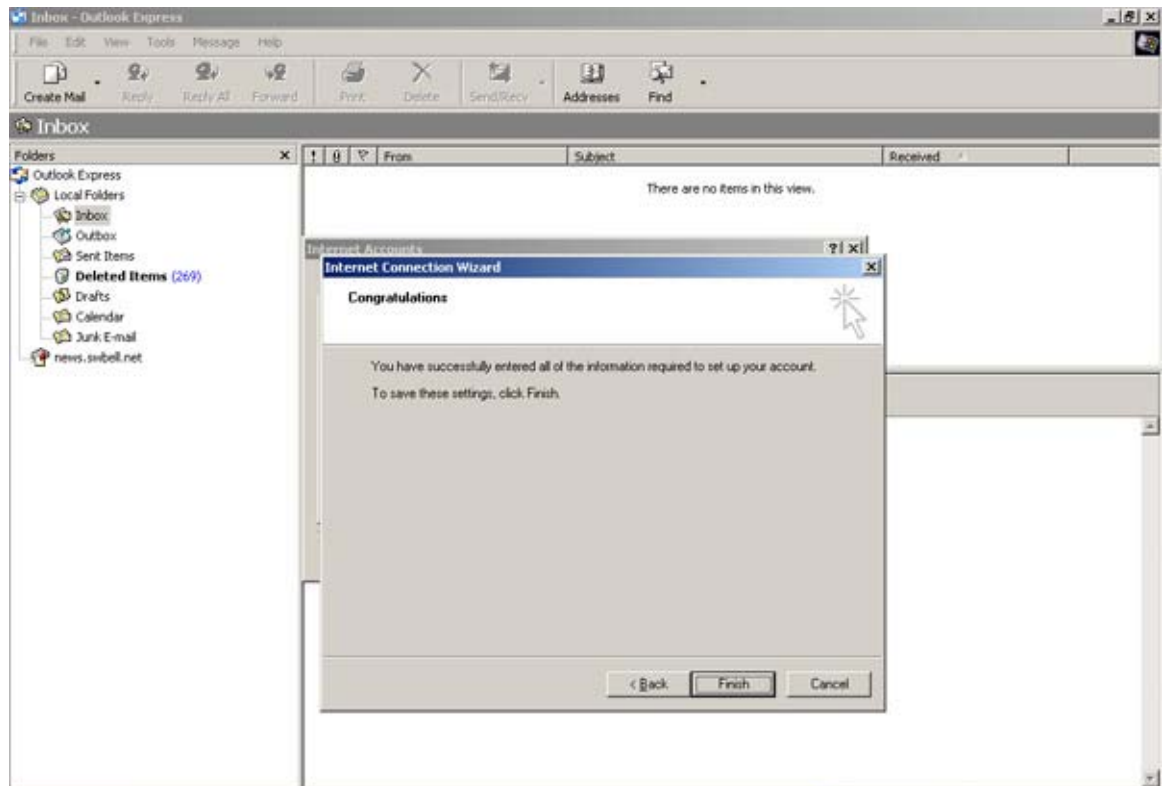 Inbox - Outlook Express
File Edit View Tools Message Help
Create Mail Reply Reply All Forward Print Delete Send/Recv Addresses Find
Inbox
Folders
! From Subject Received
Outlook Express
Local Folders
Inbox
Outbox
Sent Items
Deleted Items (269)
Drafts
Calendar
Junk E-mail
news.swbell.net
There are no items in this view.
Internet Accounts
Internet Connection Wizard
Congratulations
You have successfully entered all of the information required to set up your account.
To save these settings, click Finish.
< Back Finish Cancel